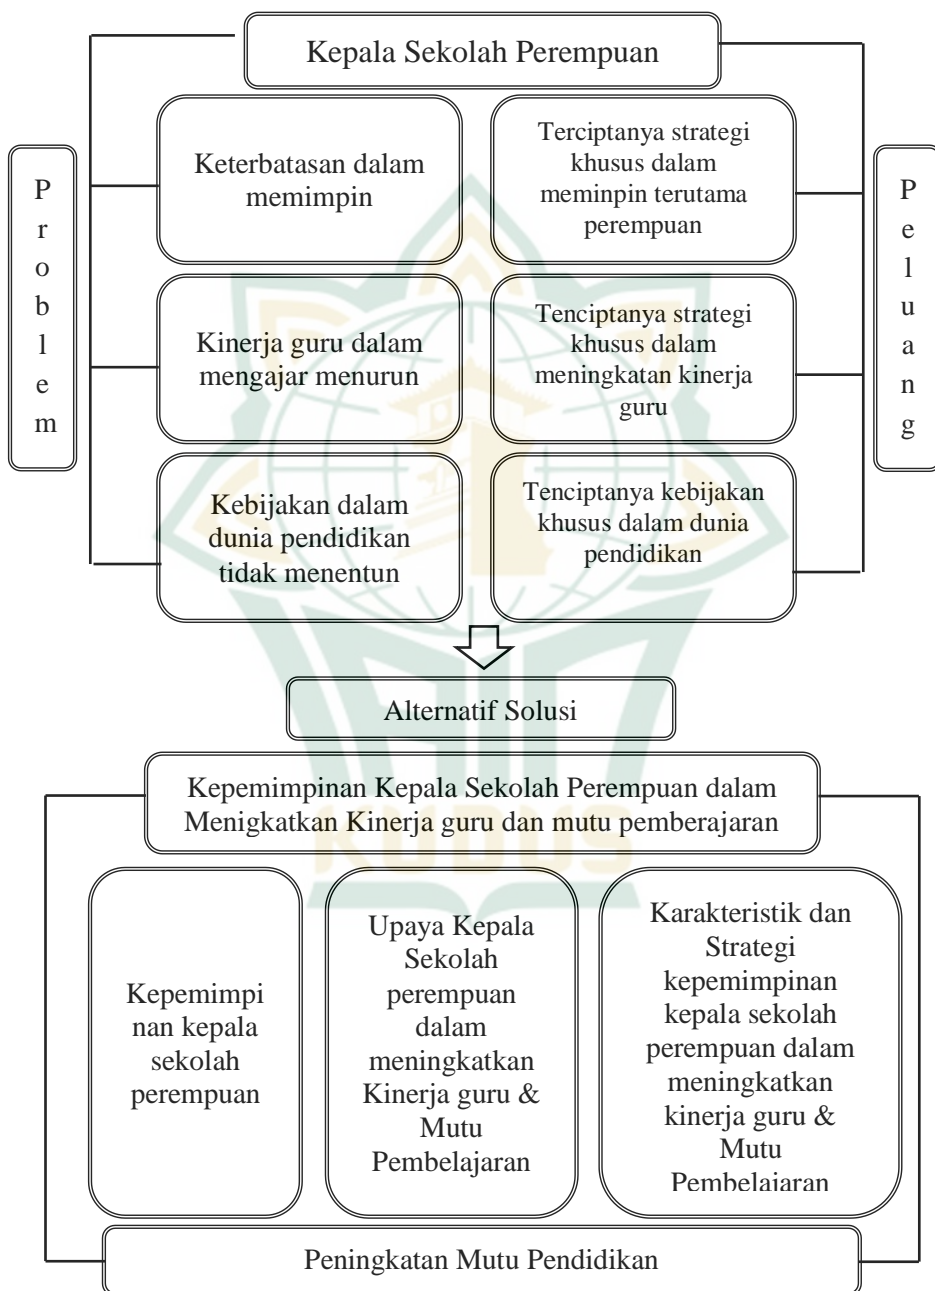 Kepala Sekolah Perempuan
P
r
o
b
l
e
m
Keterbatasan dalam
memimpin
Terciptanya strategi
khusus dalam
meminpin terutama
perempuan
P
e
l
u
a
n
g
Kinerja guru dalam
mengajar menurun
Tenciptanya strategi
khusus dalam
meningkatan kinerja
guru
Kebijakan dalam
dunia pendidikan
tidak menentun
Tenciptanya kebijakan
khusus dalam dunia
pendidikan
Alternatif Solusi
Kepemimpinan Kepala Sekolah Perempuan dalam
Menigkatkan Kinerja guru dan mutu pemberajaran
Kepemimpi
nan kepala
sekolah
perempuan
Upaya Kepala
Sekolah
perempuan
dalam
meningkatkan
Kinerja guru &
Mutu
Pembelajaran
Karakteristik dan
Strategi
kepemimpinan
kepala sekolah
perempuan dalam
meningkatkan
kinerja guru &
Mutu
Pembelajaran
Peningkatan Mutu Pendidikan
KUDUS